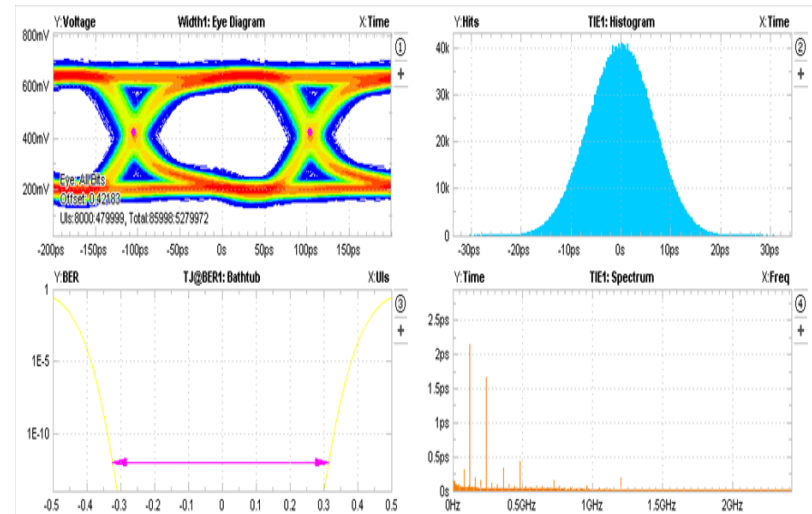 Y:Voltage Width1: Eye Diagram X:Time
①
+
800mV
600mV
400mV
200mV
Eye: All Bits
Offset: 0.42183
UIs:8000:479999, Total:85998:5279972
-200ps -150ps -100ps -50ps 0s 50ps 100ps 150ps
Y:Hits TIE1: Histogram X:Time
②
+
40k
30k
20k
10k
0
-30ps -20ps -10ps 0s 10ps 20ps 30ps
Y:BER TJ@BER1: Bathtub X:UIs
③
+
1
1E-5
1E-10
-0.5 -0.4 -0.3 -0.2 -0.1 0 0.1 0.2 0.3 0.4 0.5
Y:Time TIE1: Spectrum X:Freq
④
+
2.5ps
2ps
1.5ps
1ps
0.5ps
0s
0Hz 0.5GHz 1GHz 1.5GHz 2GHz